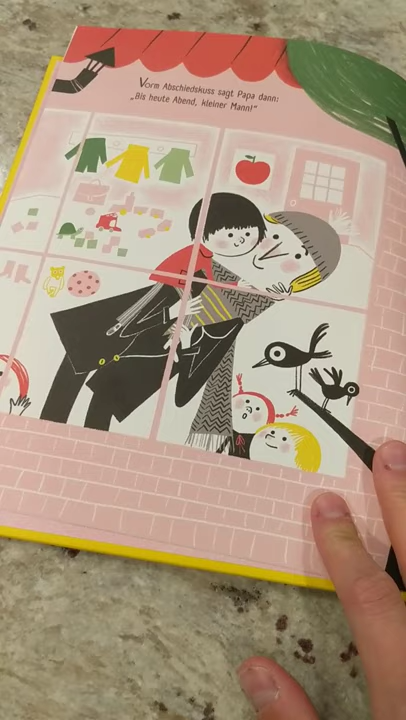 Vorm Abschiedskuss sagt Papa dann:
„Bis heute Abend, kleiner Mann!“